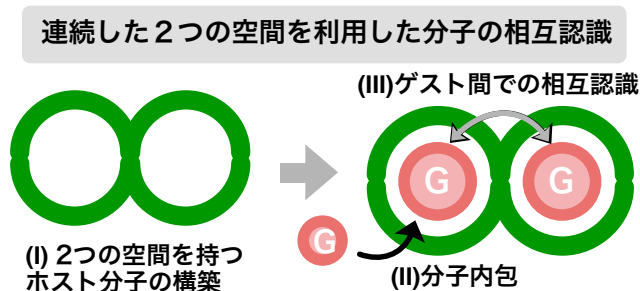 連続した２つの空間を利用した分子の相互認識
(III)ゲスト間での相互認識
G
G
G
(I) 2つの空間を持つ
ホスト分子の構築
(II)分子内包